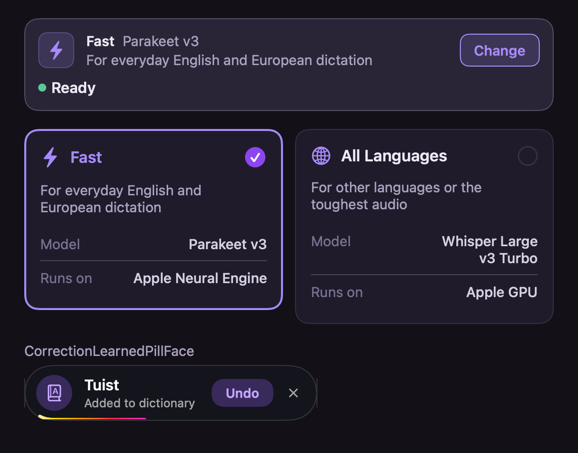 Fast Parakeet v3
For everyday English and European dictation
Change
Ready
Fast
For everyday English and
European dictation
Model Parakeet v3
Runs on Apple Neural Engine
All Languages
For other languages or the
toughest audio
Model Whisper Large
v3 Turbo
Runs on Apple GPU
CorrectionLearnedPillFace
A
Tuist
Added to dictionary
Undo